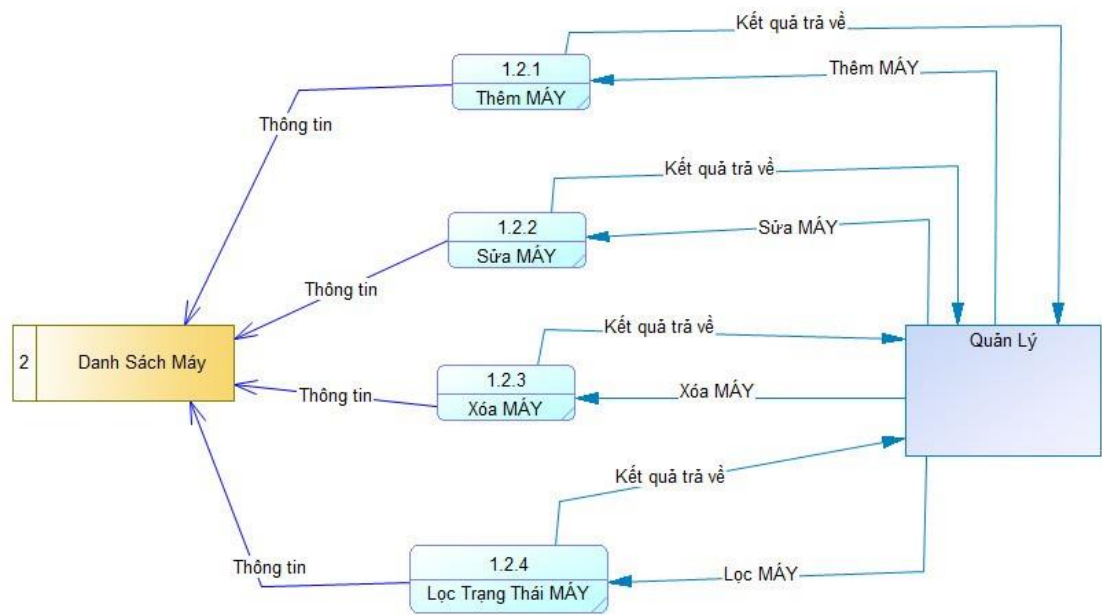 Kết quả trả về
1.2.1
Thêm MÁY
Thêm MÁY
Thông tin
Kết quả trả về
1.2.2
Sửa MÁY
Sửa MÁY
Thông tin
Kết quả trả về
Quản Lý
2
Danh Sách Máy
1.2.3
Xóa MÁY
Xóa MÁY
Thông tin
Kết quả trả về
1.2.4
Lọc Trạng Thái MÁY
Lọc MÁY
Thông tin